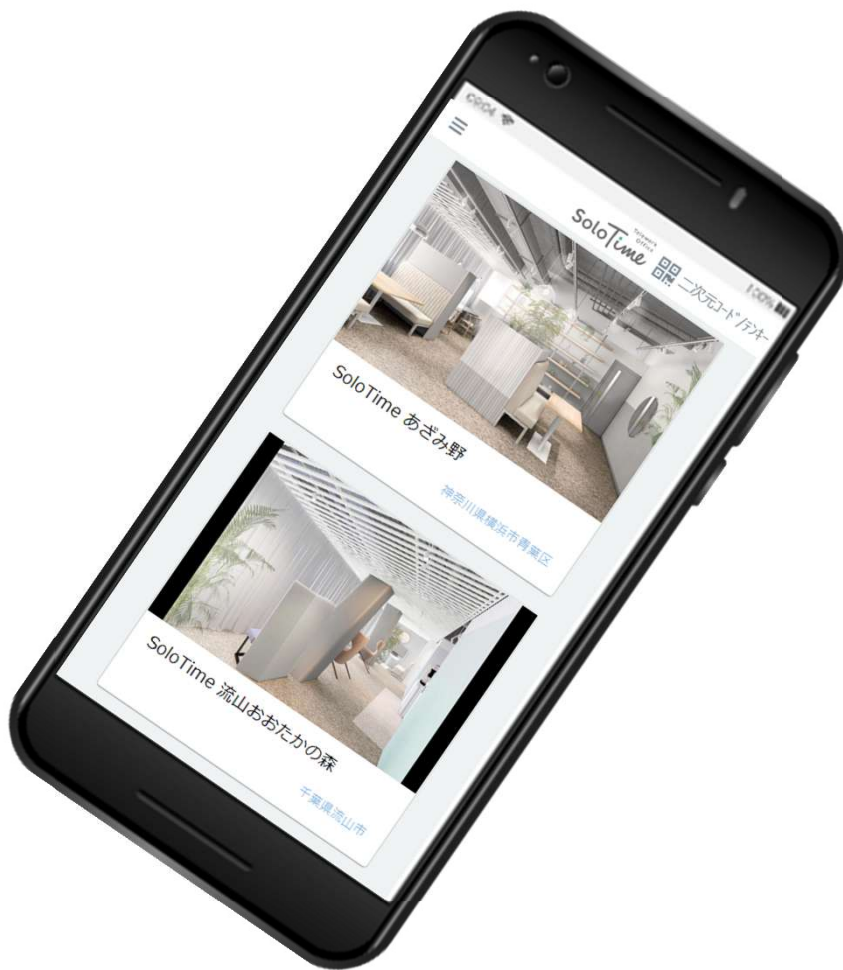 SoloTime
Telework
Office
二次元コード/テンキー
100%
SoloTime あざみ野
神奈川県横浜市青葉区
SoloTime 流山おおたかの森
千葉県流山市